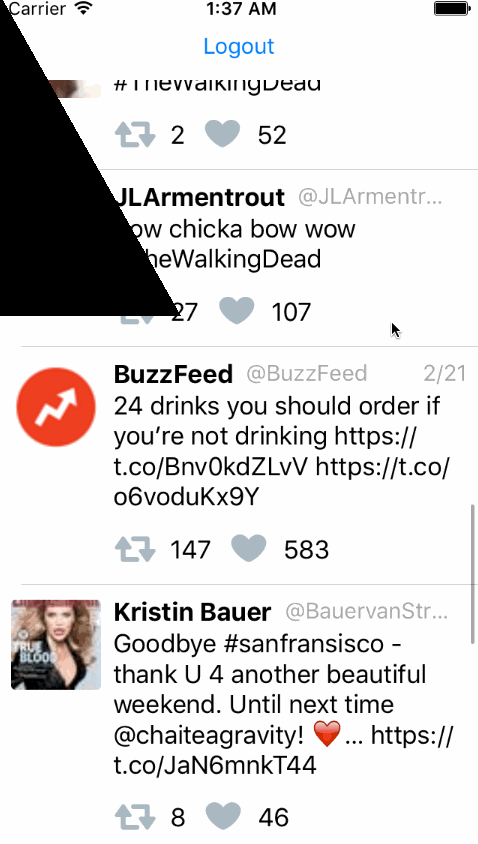 Carrier 1:37 AM
Logout
#TheWalkingDead
2 52
JLArmentrout @JLArmentr...
ow chicka bow wow
heWalkingDead
27 107
BuzzFeed @BuzzFeed 2/21
24 drinks you should order if
you’re not drinking https://
t.co/Bnv0kdZLvV https://t.co/
o6voduKx9Y
147 583
Kristin Bauer @BauervanStr...
Goodbye #sanfransisco -
thank U 4 another beautiful
weekend. Until next time
@chaiteagravity! ❤️... https://
t.co/JaN6mnkT44
8 46
TRUE
BLOOD